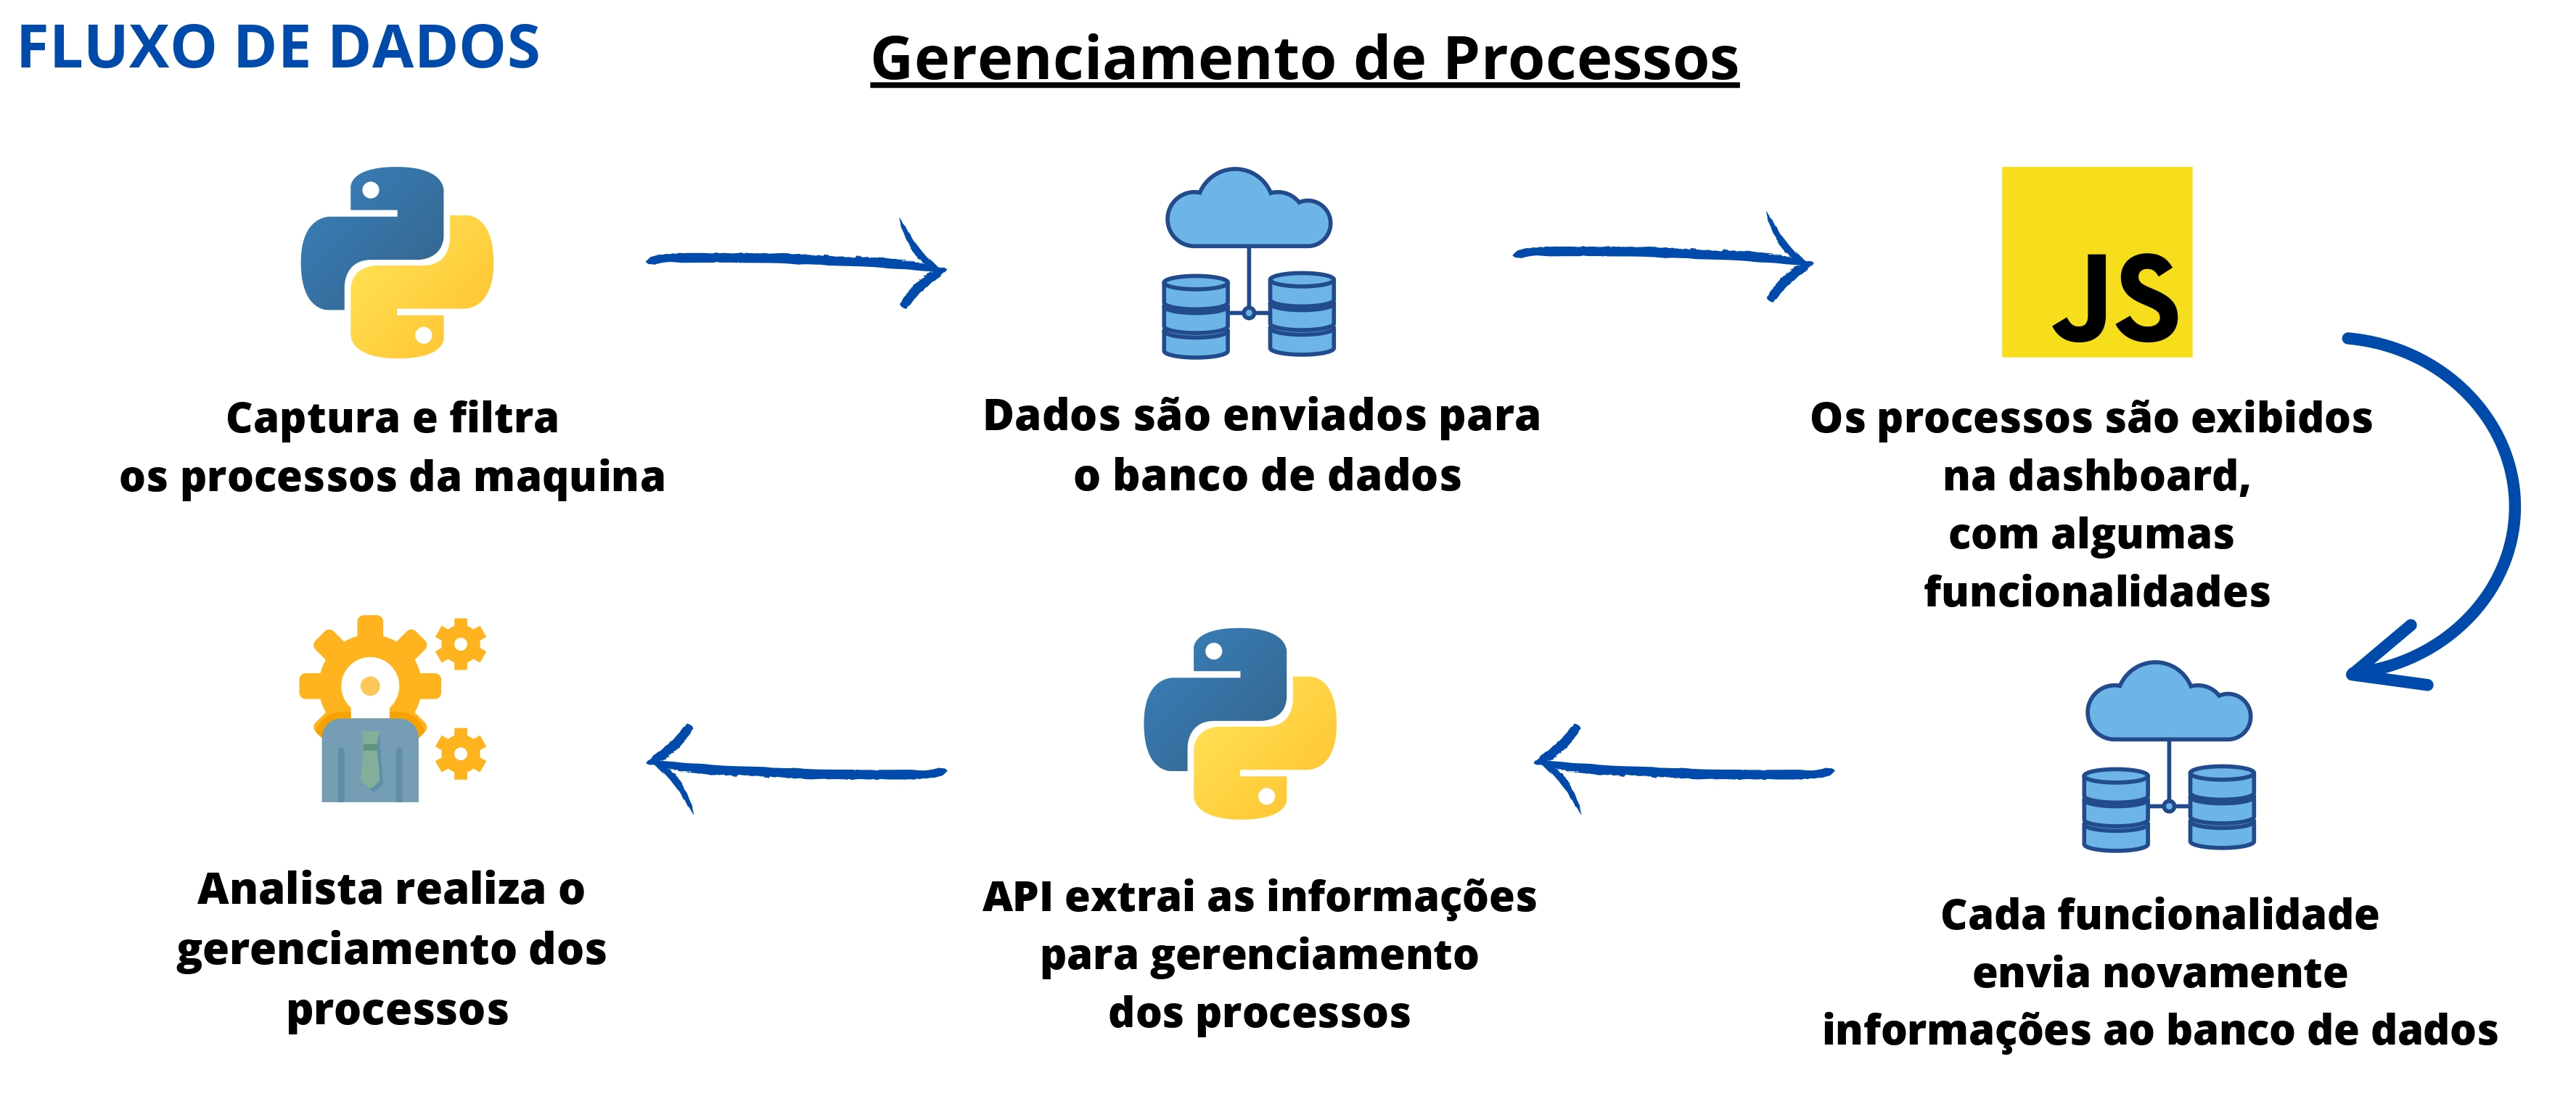 FLUXO DE DADOS
Gerenciamento de Processos
JS
Captura e filtra
os processos da maquina
Dados são enviados para
o banco de dados
Os processos são exibidos
na dashboard,
com algumas
funcionalidades
Cada funcionalidade
envia novamente
informações ao banco de dados
API extrai as informações
para gerenciamento
dos processos
Analista realiza o
gerenciamento dos
processos